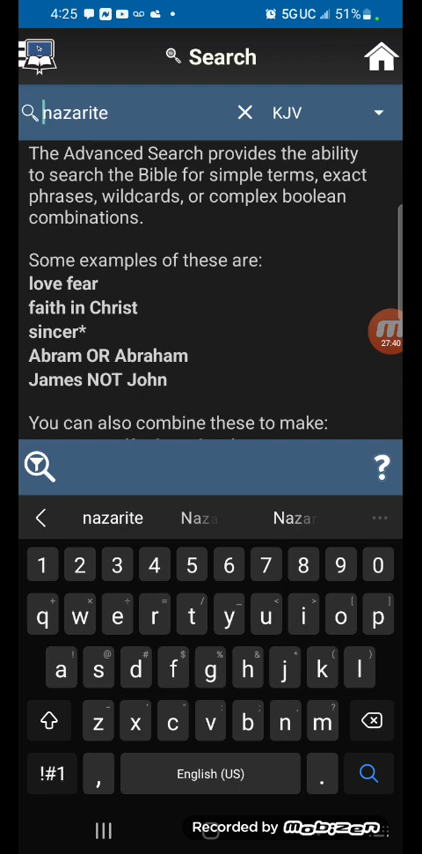 4:25 5GUC 51%
Search
nazarite KJV
The Advanced Search provides the ability
to search the Bible for simple terms, exact
phrases, wildcards, or complex boolean
combinations.
Some examples of these are:
love fear
faith in Christ
sincer*
Abram OR Abraham
James NOT John
27:40
You can also combine these to make:
?
nazarite Naza Nazar ...
1 2 3 4 5 6 7 8 9 0
q w e r t y u i o p
a s d f g h j k l
z x c v b n m
!#1 , English (US) .
Recorded by mobizen